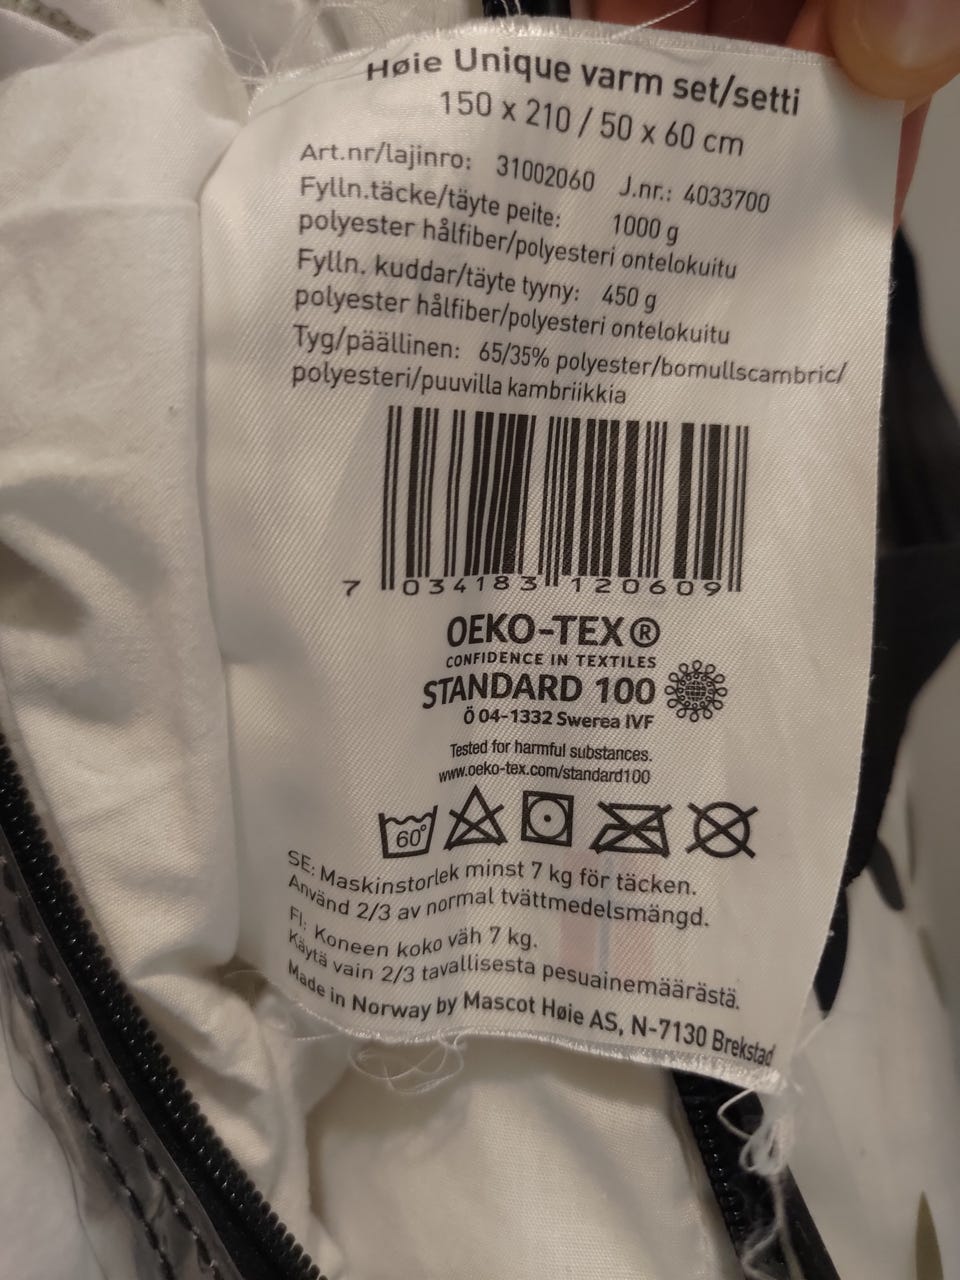 Høie Unique varm set/setti
150 x 210 / 50 x 60 cm
Art.nr/lajinro: 31002060 J.nr.: 4033700
Fylln.täcke/täyte peite: 1000 g
polyester hålfiber/polyesteri ontelokuitu
Fylln. kuddar/täyte tyyny: 450 g
polyester hålfiber/polyesteri ontelokuitu
Tyg/päällinen: 65/35% polyester/bomullscambric/
polyesteri/puuvilla kambriikkia
7 034183 120609
OEKO-TEX®
CONFIDENCE IN TEXTILES
STANDARD 100
Ö 04-1332 Swerea IVF
Tested for harmful substances.
www.oeko-tex.com/standard100
60°
SE: Maskinstorlek minst 7 kg för täcken.
Använd 2/3 av normal tvättmedelsmängd.
FI: Koneen koko väh 7 kg.
Käytä vain 2/3 tavallisesta pesuainemäärästä.
Made in Norway by Mascot Høie AS, N-7130 Brekstad